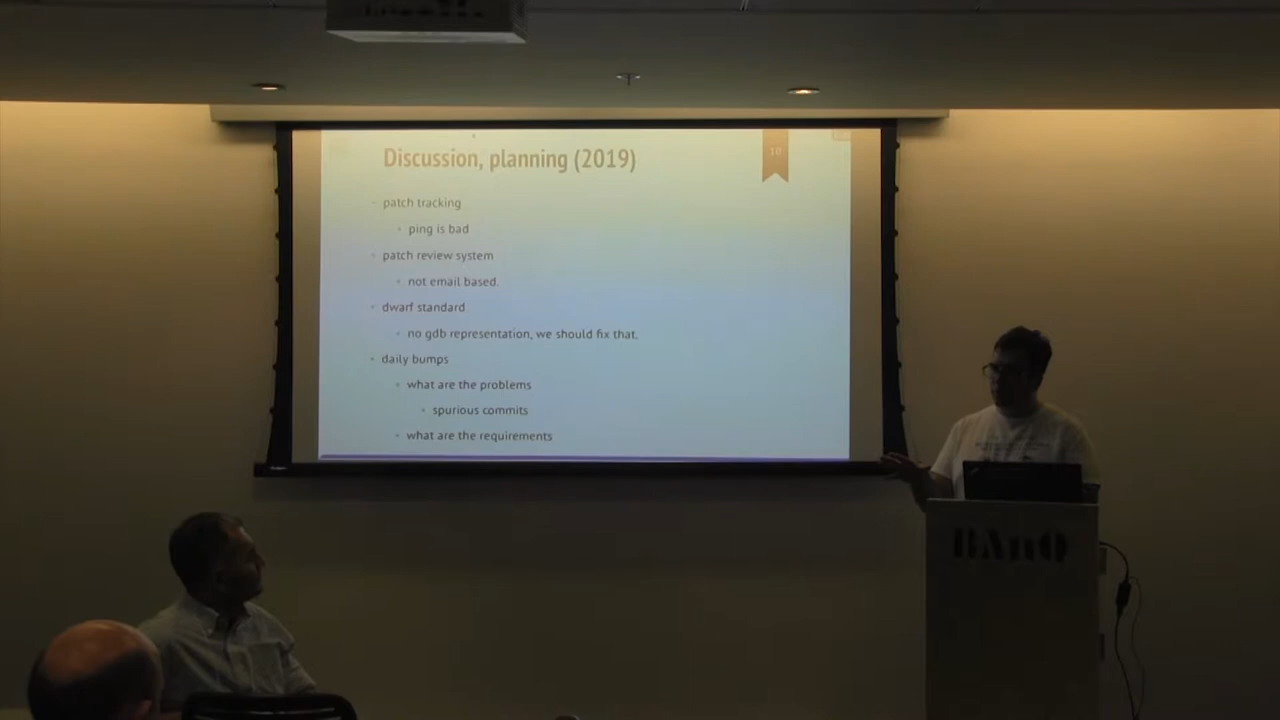 Discussion, planning (2019)
10
patch tracking
ping is bad
patch review system
not email based.
dwarf standard
no gdb representation, we should fix that.
daily bumps
what are the problems
spurious commits
what are the requirements